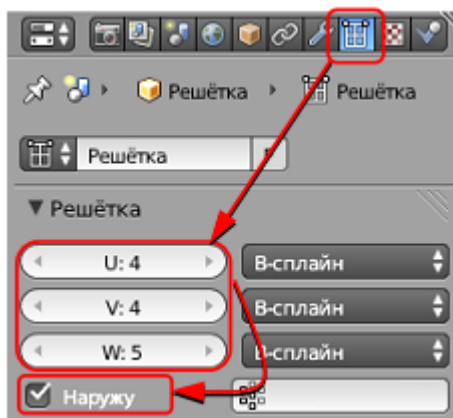 Решётка Решётка
Решётка F
Решётка
U: 4 В-сплайн
V: 4 В-сплайн
W: 5 В-сплайн
Наружу